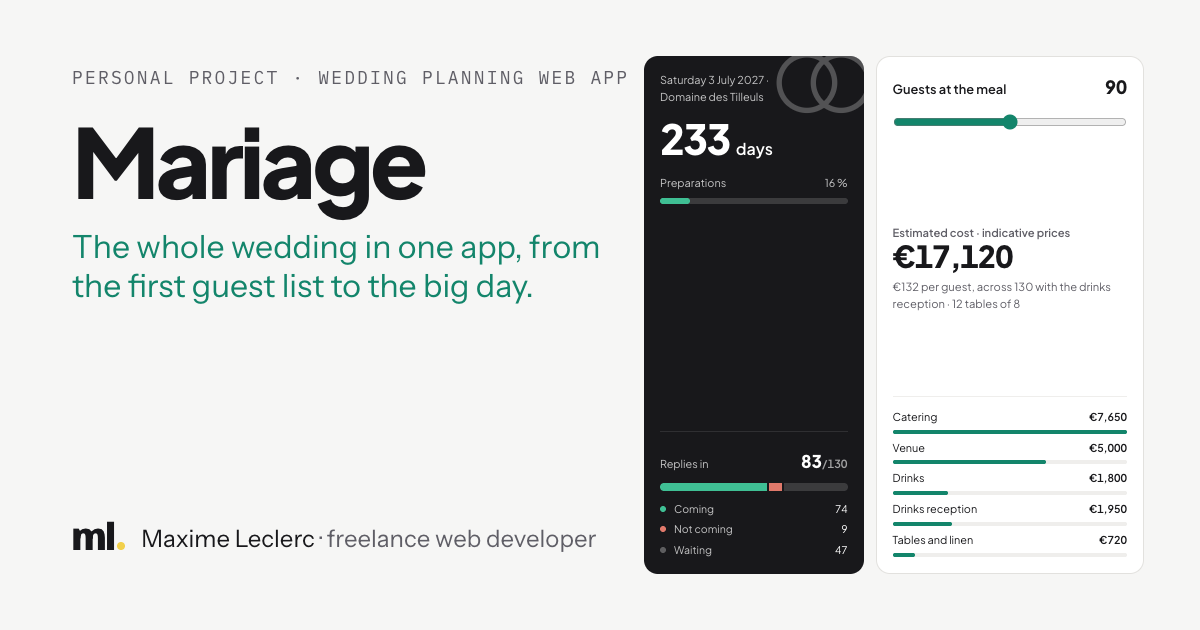 PERSONAL PROJECT · WEDDING PLANNING WEB APP
Mariage
The whole wedding in one app, from
the first guest list to the big day.
ml.
Maxime Leclerc · freelance web developer
Saturday 3 July 2027 ·
Domaine des Tilleuls
233 days
Preparations 16 %
Replies in 83/130
Coming 74
Not coming 9
Waiting 47
Guests at the meal 90
Estimated cost · indicative prices
€17,120
€132 per guest, across 130 with the drinks
reception · 12 tables of 8
Catering €7,650
Venue €5,000
Drinks €1,800
Drinks reception €1,950
Tables and linen €720